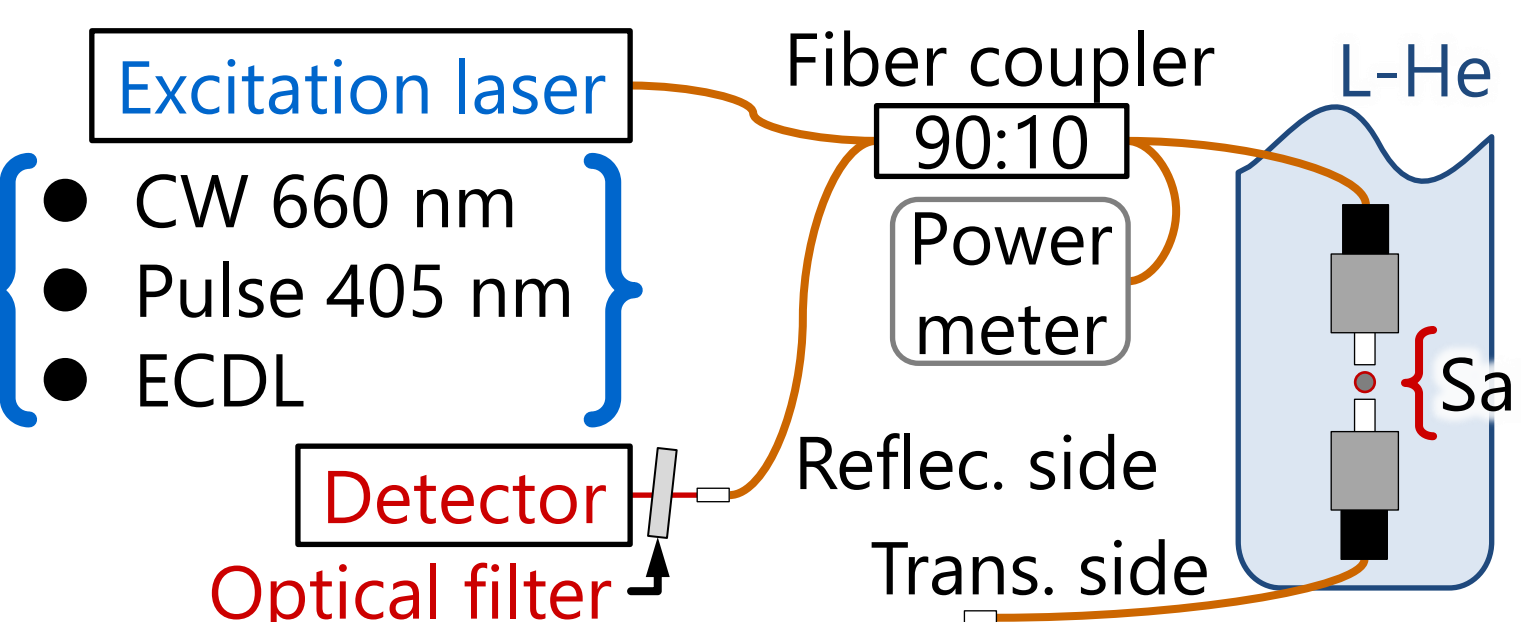 Excitation laser
CW 660 nm
Pulse 405 nm
ECDL
Detector
Optical filter
Fiber coupler
90:10
Power
meter
Reflec. side
Trans. side
L-He
Sa